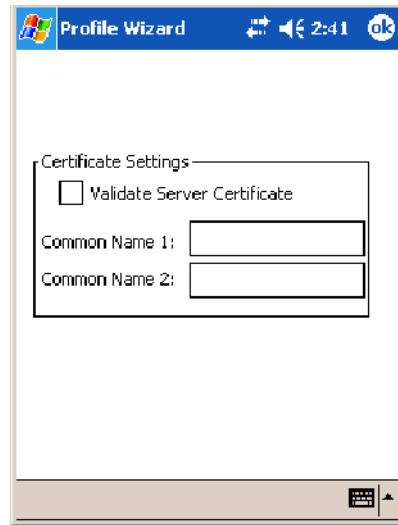 Profile Wizard 2:41 ok
Certificate Settings
Validate Server Certificate
Common Name 1:
Common Name 2: